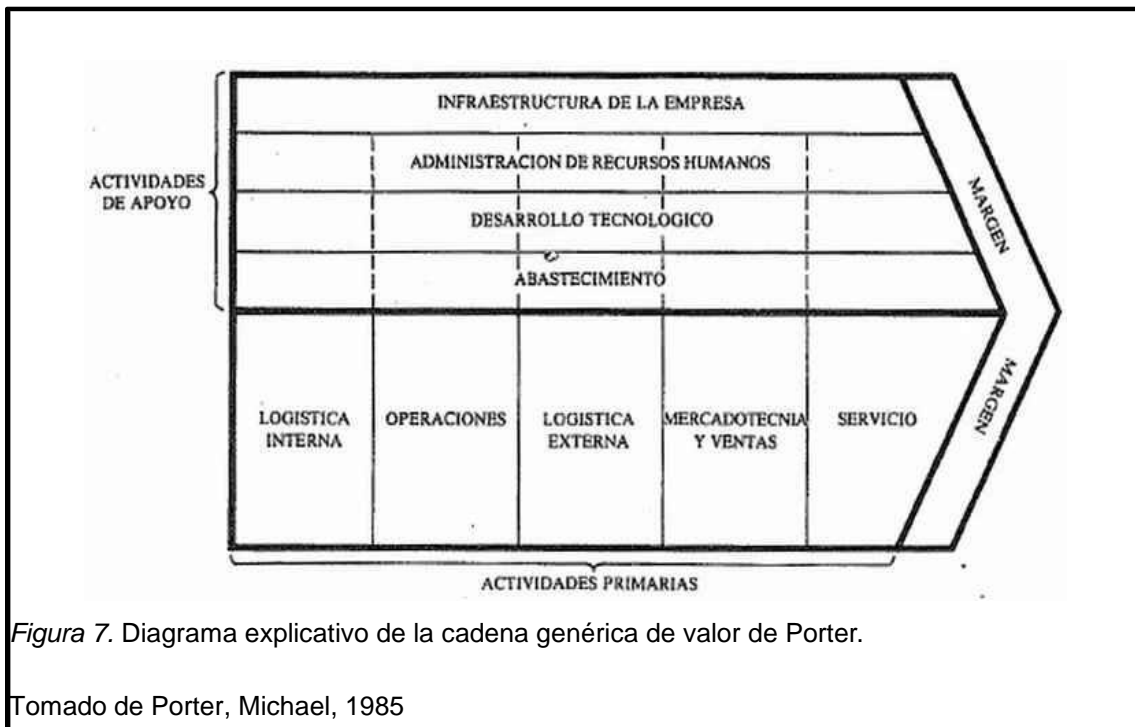 INFRAESTRUCTURA DE LA EMPRESA
ADMINISTRACION DE RECURSOS HUMANOS
ACTIVIDADES
DE APOYO
DESARROLLO TECNOLOGICO
ABASTECIMIENTO
MARGEN
LOGISTICA
INTERNA
OPERACIONES
LOGISTICA
EXTERNA
MERCADOTECNIA
Y VENTAS
SERVICIO
MARGEN
ACTIVIDADES PRIMARIAS
Figura 7. Diagrama explicativo de la cadena genérica de valor de Porter.
Tomado de Porter, Michael, 1985